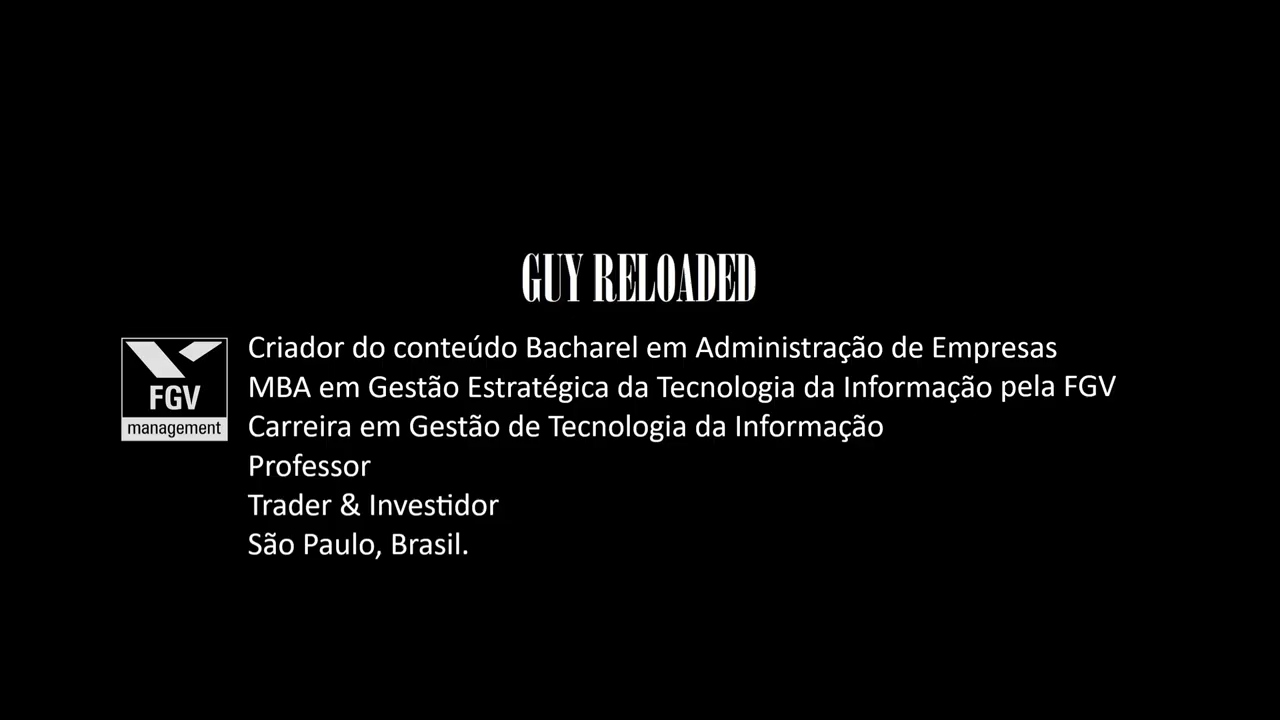 GUY RELOADED
Criador do conteúdo Bacharel em Administração de Empresas
MBA em Gestão Estratégica da Tecnologia da Informação pela FGV
Carreira em Gestão de Tecnologia da Informação
Professor
Trader & Investidor
São Paulo, Brasil.
FGV
management